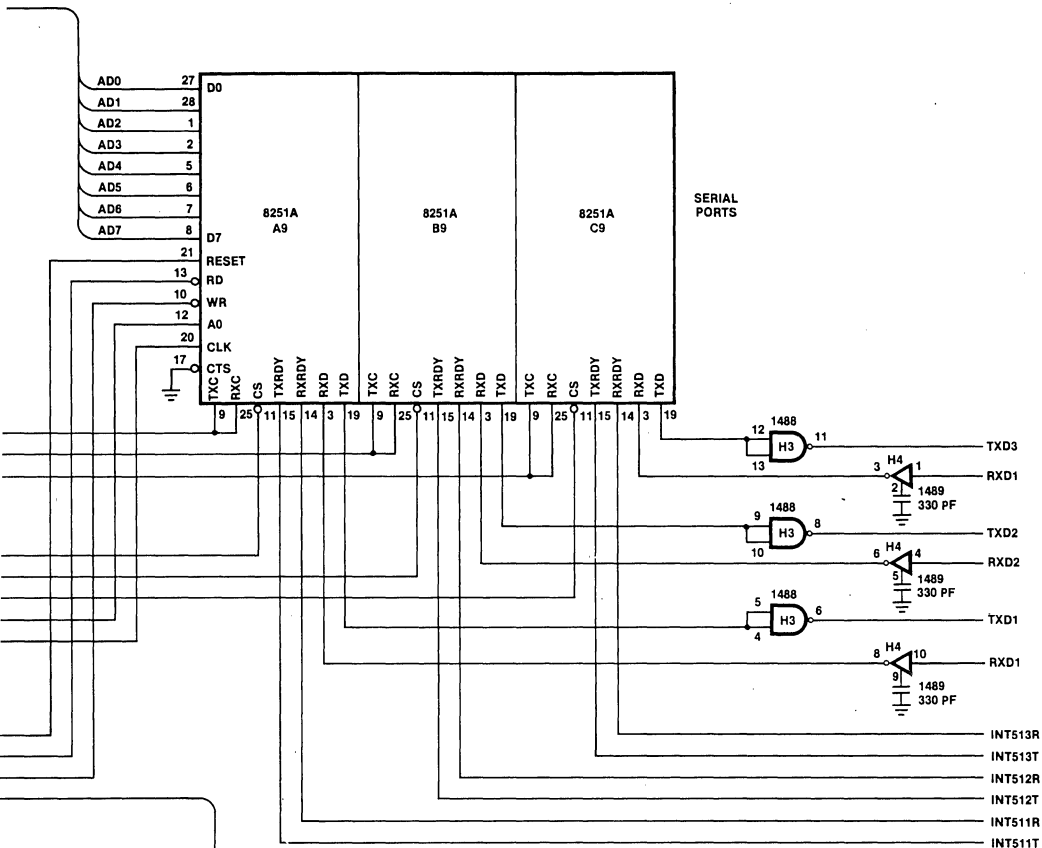 AD0 27 D0
AD1 28
AD2 1
AD3 2
AD4 5
AD5 6
AD6 7
AD7 8 D7
21 RESET
13 RD
10 WR
12 A0
20 CLK
17 CTS
8251A
A9
8251A
B9
8251A
C9
SERIAL
PORTS
TXC RXC CS TXRDY RXRDY RXD TXD TXC RXC CS TXRDY RXRDY RXD TXD TXC RXC CS TXRDY RXRDY RXD TXD
9 25 11 15 14 3 19 9 25 11 15 14 3 19 9 25 11 15 14 3 19
1488
12 H3 11 TXD3
13
H4
3 1 RXD1
2 1489
330 PF
1488
9 H3 8 TXD2
10
H4
6 4 RXD2
5 1489
330 PF
1488
5 H3 6 TXD1
4
H4
8 10 RXD1
9 1489
330 PF
INT513R
INT513T
INT512R
INT512T
INT511R
INT511T